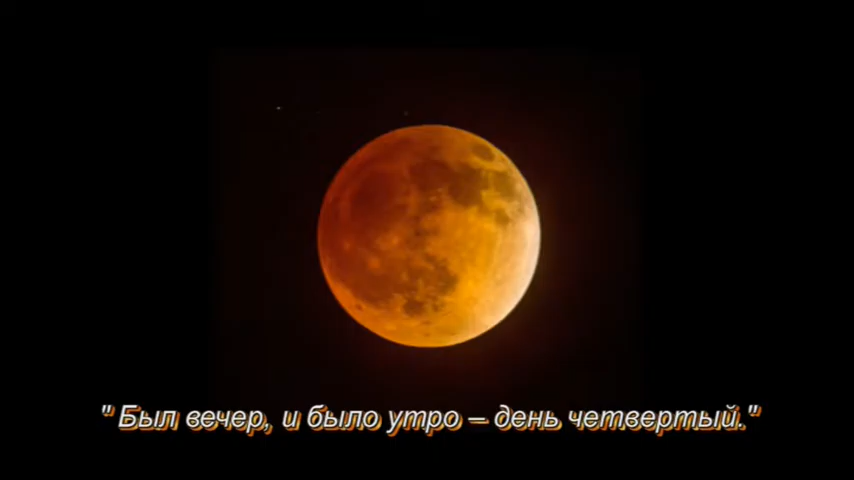 " Был вечер, и было утро – день четвертый."